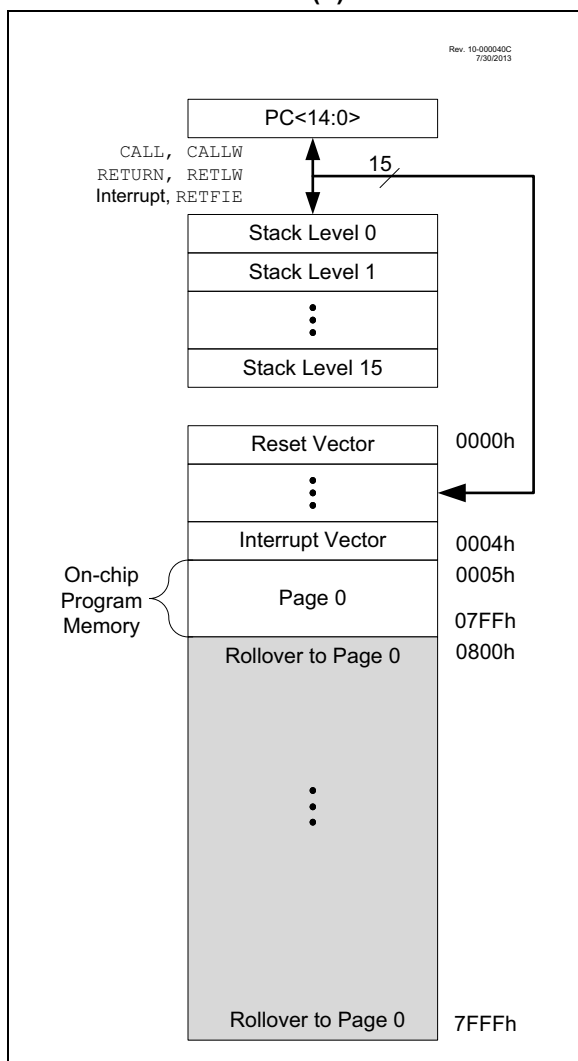 Rev. 10-000040C
7/30/2013
PC<14:0>
CALL, CALLW
RETURN, RETLW
Interrupt, RETFIE
15
Stack Level 0
Stack Level 1
Stack Level 15
Reset Vector
0000h
Interrupt Vector
0004h
On-chip
Program
Memory
Page 0
0005h
07FFh
Rollover to Page 0
0800h
Rollover to Page 0
7FFFh